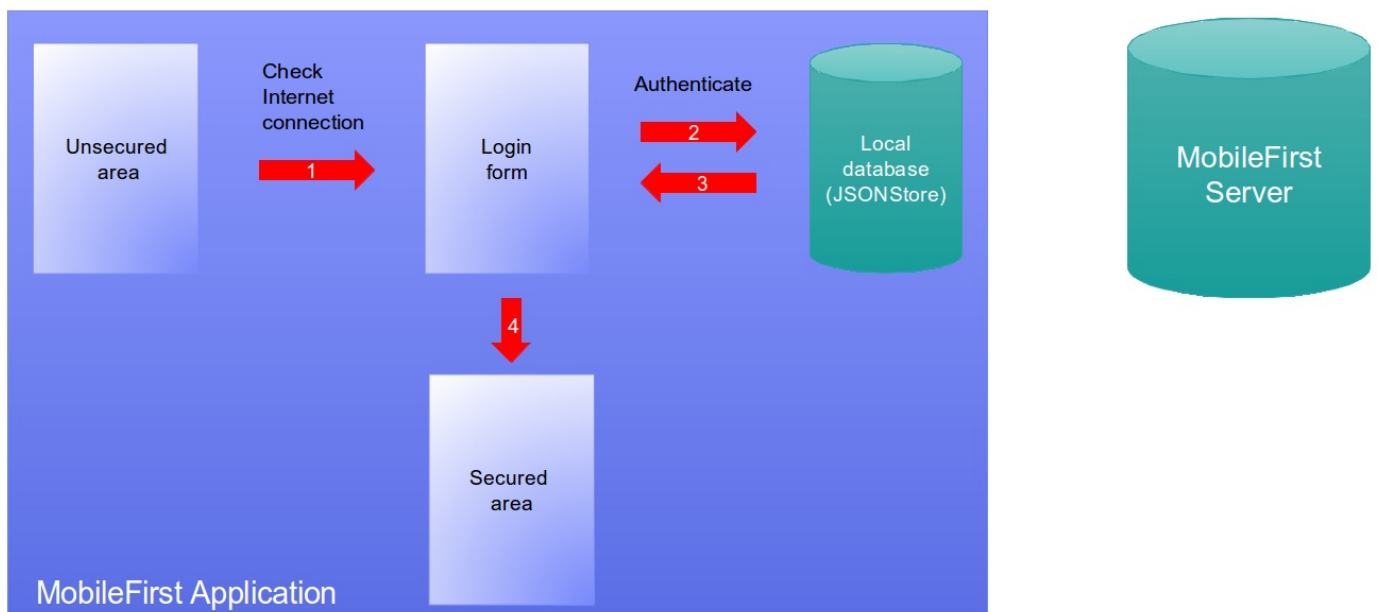 Unsecured
area
Check
Internet
connection
1
Login
form
Authenticate
2
3
Local
database
(JSONStore)
MobileFirst
Server
4
Secured
area
MobileFirst Application